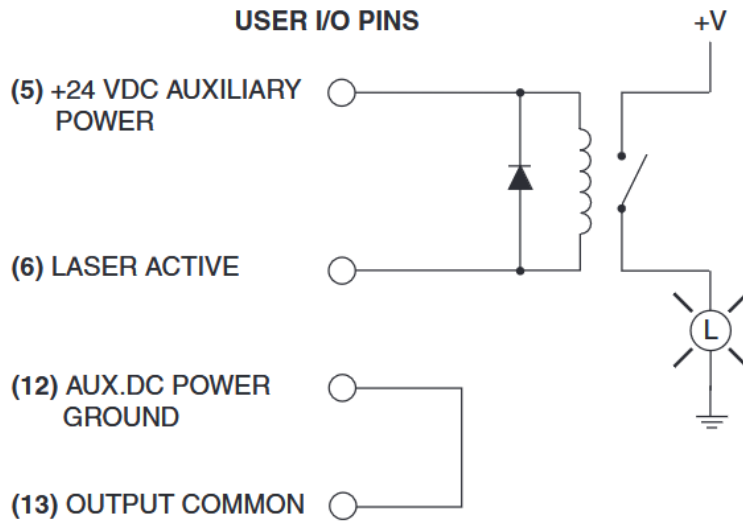 USER I/O PINS
+V
(5) +24 VDC AUXILIARY
POWER
(6) LASER ACTIVE
L
(12) AUX.DC POWER
GROUND
(13) OUTPUT COMMON